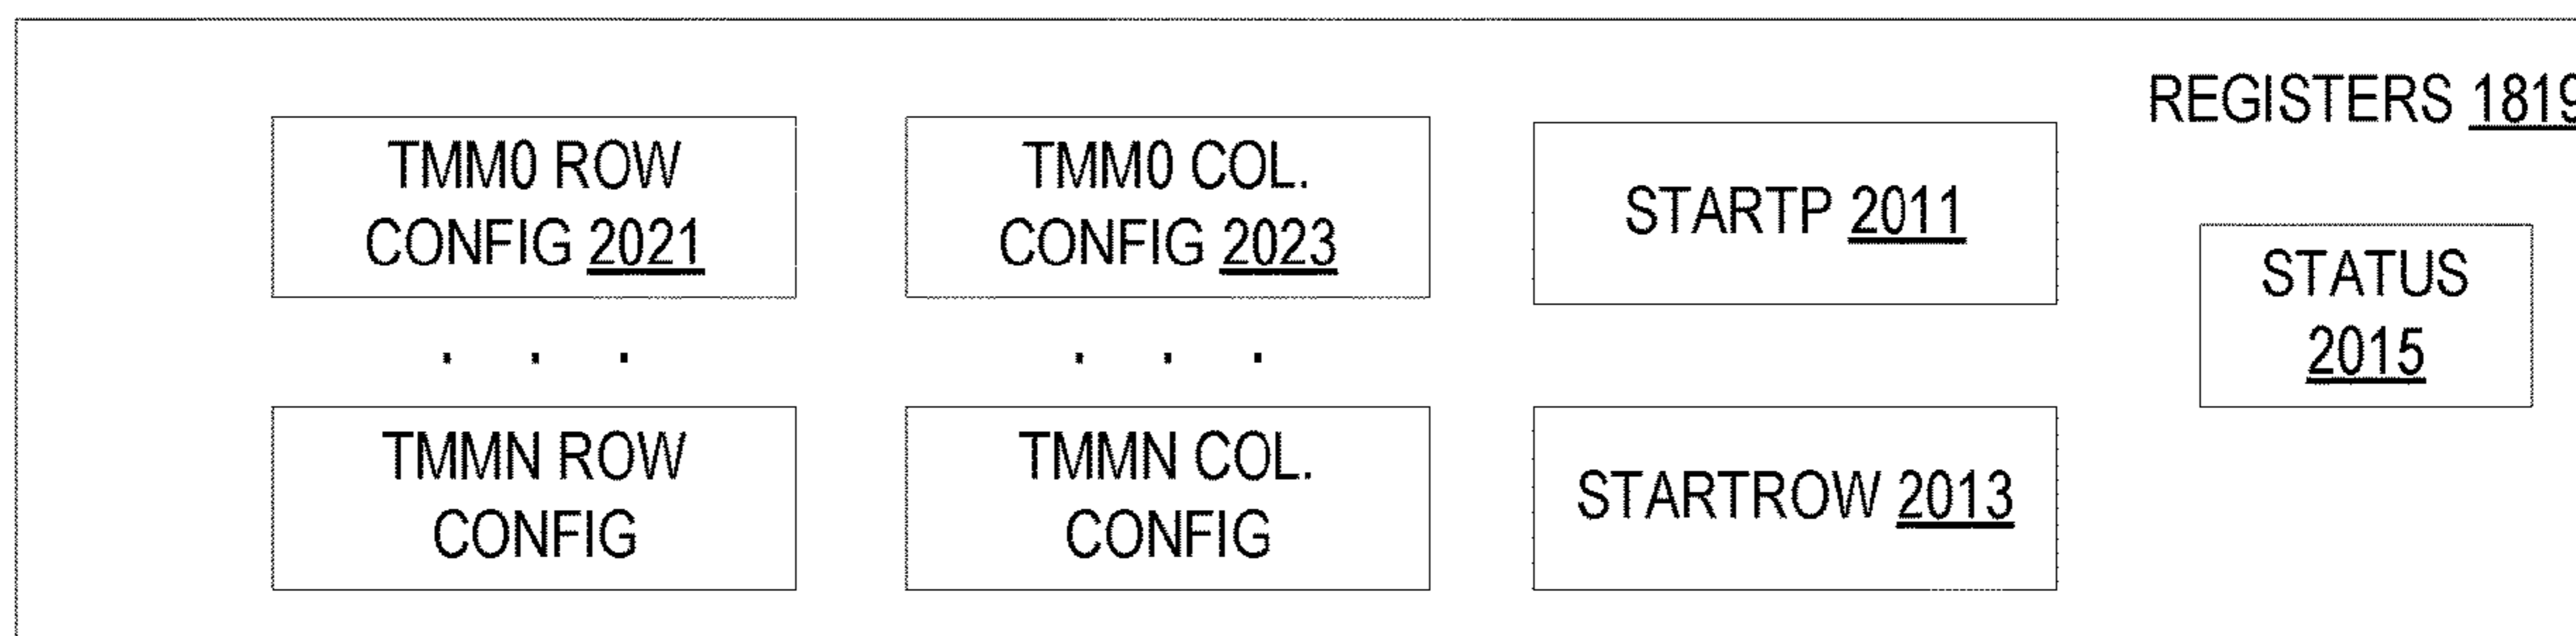 REGISTERS 1819
TMM0 ROW
CONFIG 2021
TMM0 COL.
CONFIG 2023
STARTP 2011
STATUS
2015
. . .
. . .
TMMN ROW
CONFIG
TMMN COL.
CONFIG
STARTROW 2013